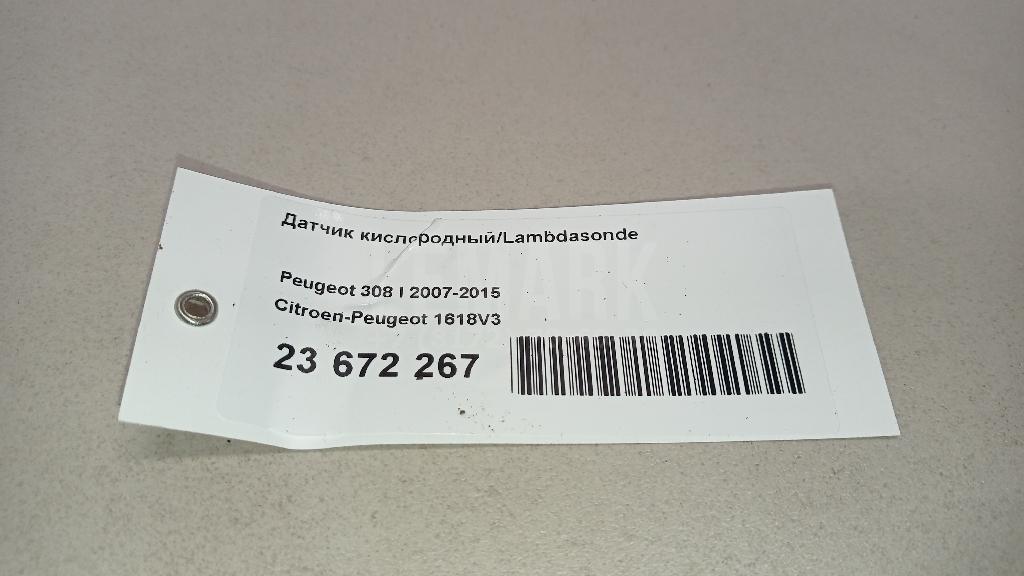 Датчик кислородный/Lambdasonde
Peugeot 308 I 2007-2015
Citroen-Peugeot 1618V3
23 672 267